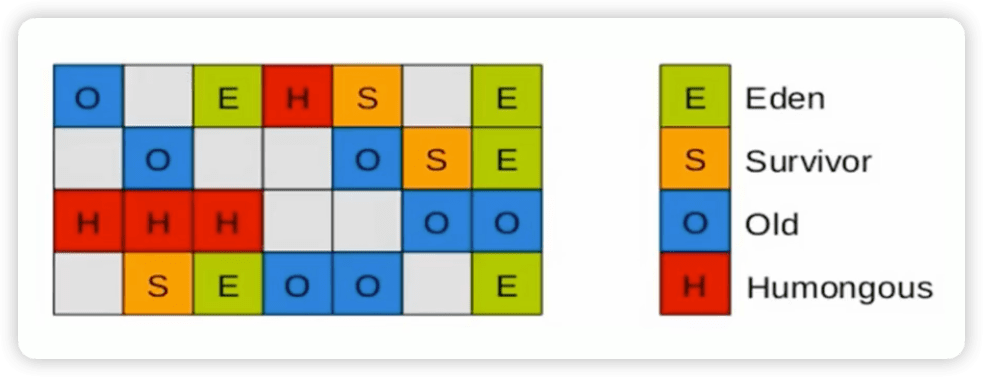 O E H S E
O O S E
H H H O O
S E O O E
E Eden
S Survivor
O Old
H Humongous